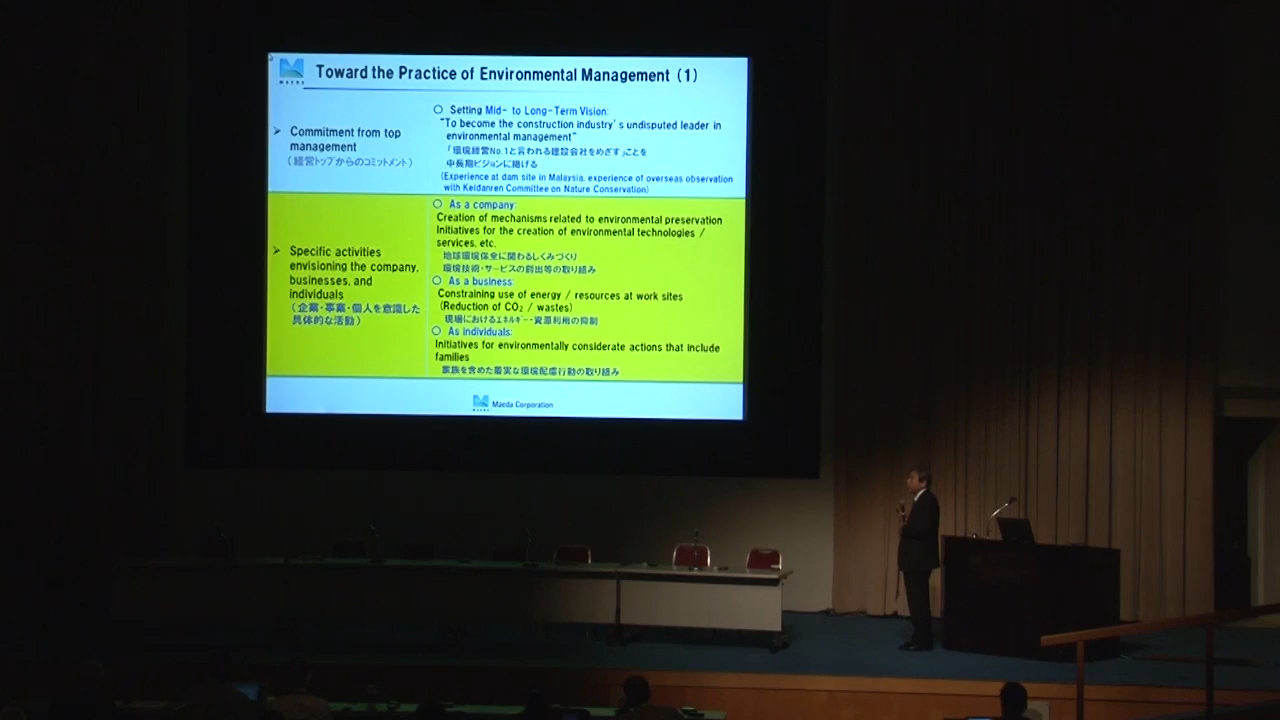 MAEDA
Toward the Practice of Environmental Management (1)
➢ Commitment from top
management
(経営トップからのコミットメント)
○ Setting Mid- to Long-Term Vision:
"To become the construction industry's undisputed leader in
environmental management"
「環境経営No.1と言われる建設会社をめざす」ことを
中長期ビジョンに掲げる
(Experience at dam site in Malaysia, experience of overseas observation
with Keidanren Committee on Nature Conservation)
➢ Specific activities
envisioning the company,
businesses, and
individuals
(企業・事業・個人を意識した
具体的な活動)
○ As a company:
Creation of mechanisms related to environmental preservation
Initiatives for the creation of environmental technologies /
services, etc.
地球環境保全に関わるしくみづくり
環境技術・サービスの創出等の取り組み
○ As a business:
Constraining use of energy / resources at work sites
(Reduction of CO₂ / wastes)
現場におけるエネルギー・資源利用の抑制
○ As individuals:
Initiatives for environmentally considerate actions that include
families
家族を含めた着実な環境配慮行動の取り組み
MAEDA
Maeda Corporation